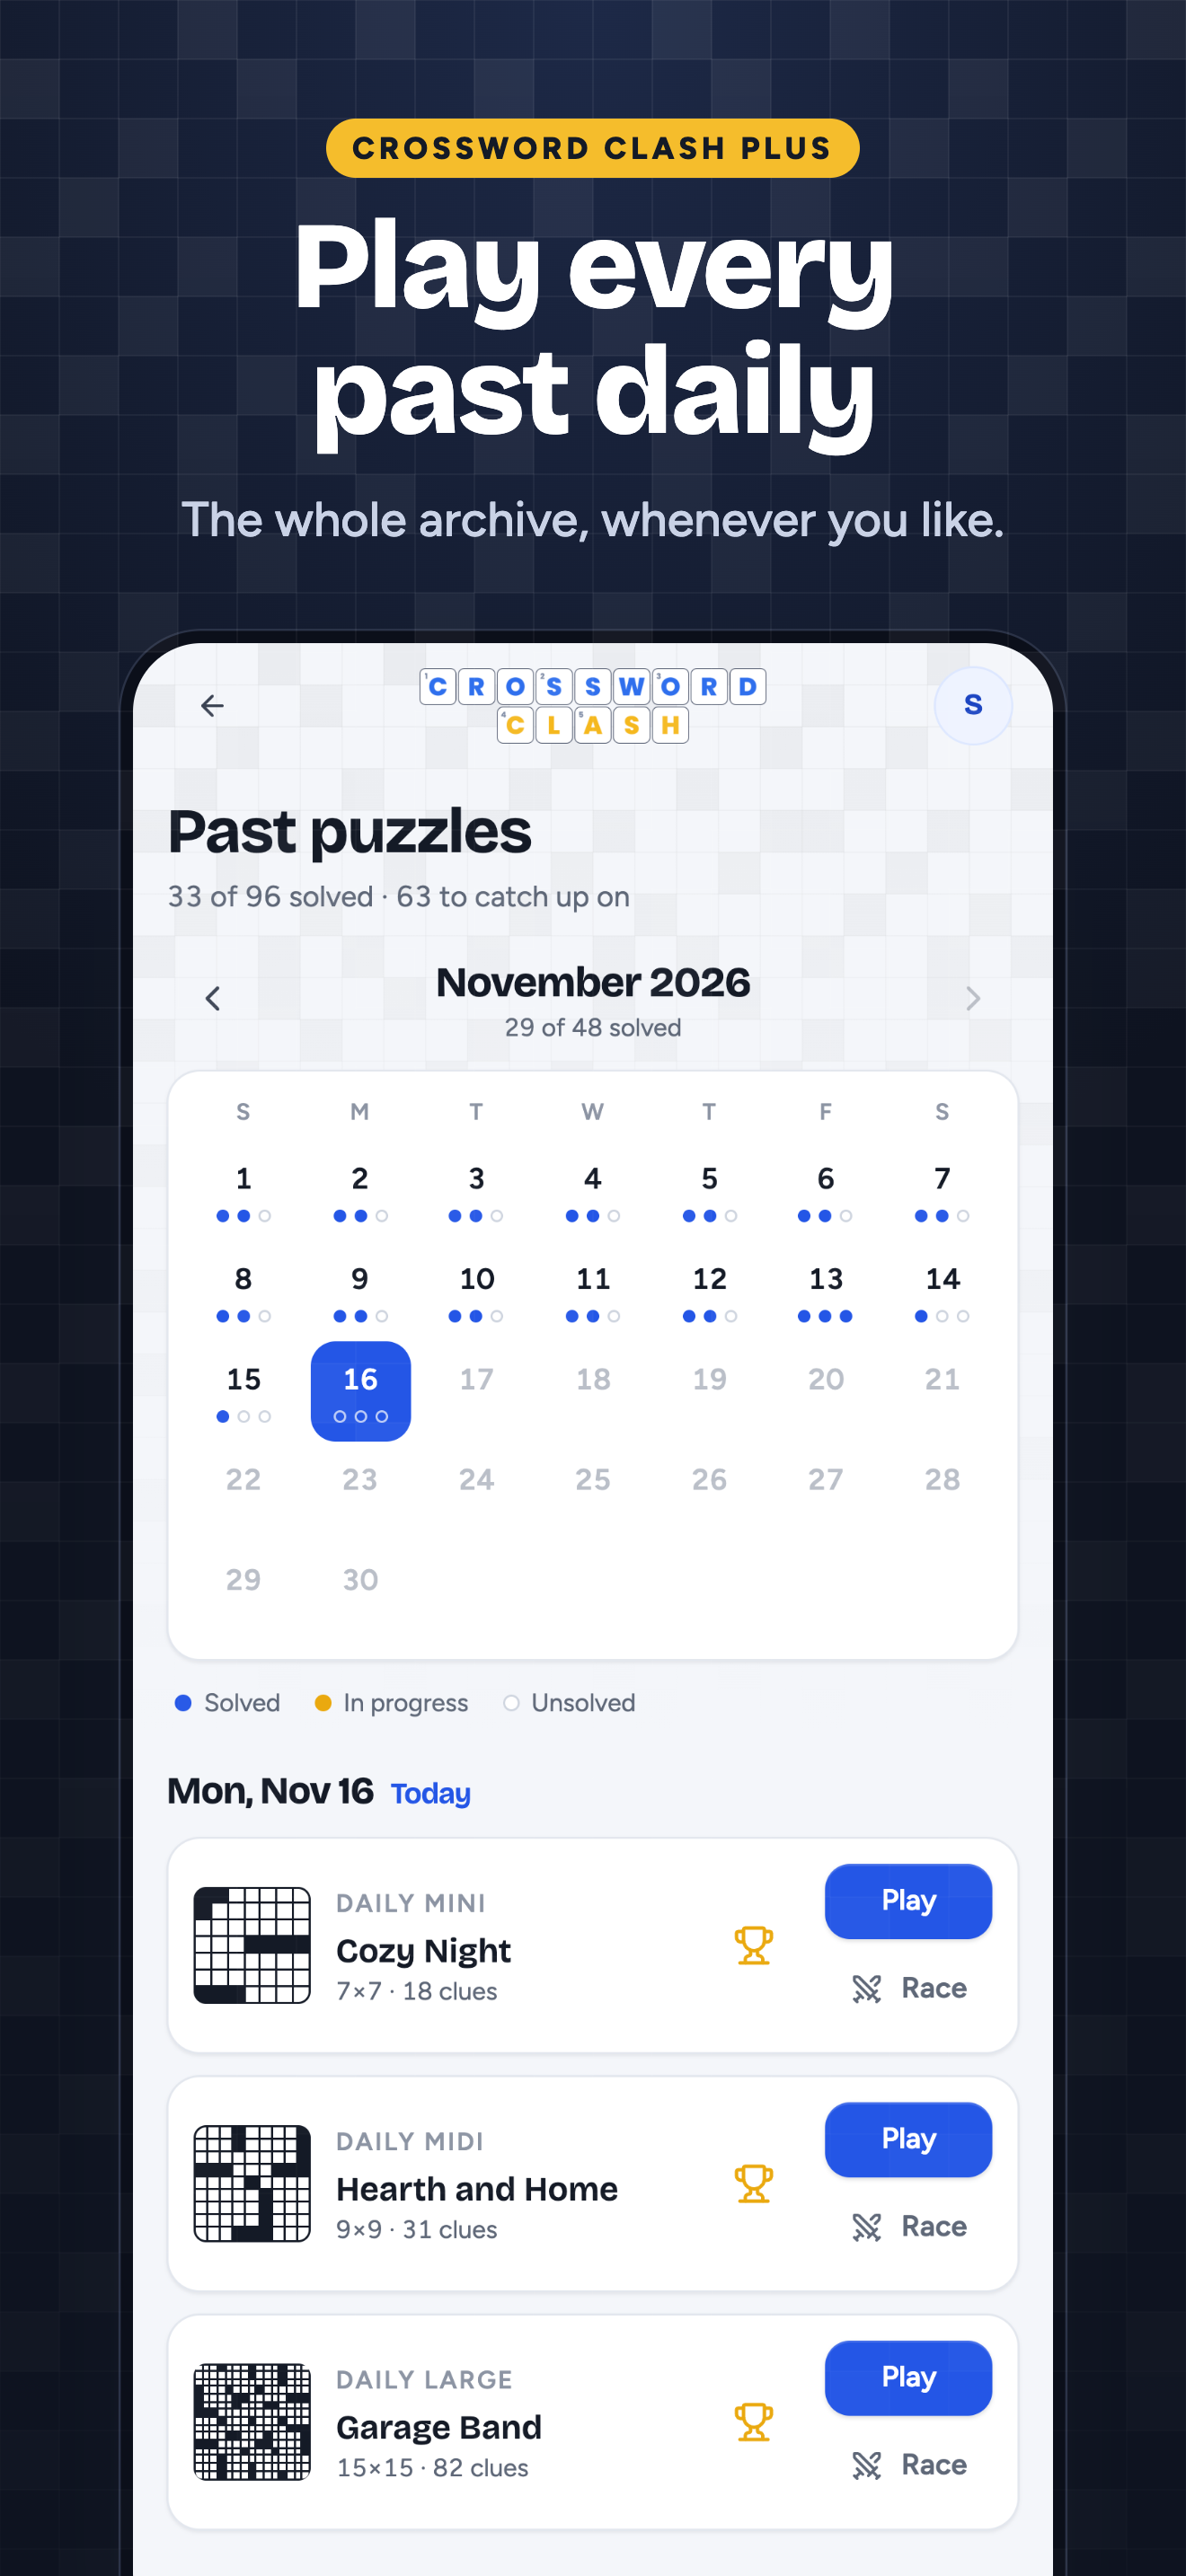 CROSSWORD CLASH PLUS
Play every
past daily
The whole archive, whenever you like.
CROSSWORD
CLASH
S
Past puzzles
33 of 96 solved · 63 to catch up on
November 2026
29 of 48 solved
S M T W T F S
1 2 3 4 5 6 7
8 9 10 11 12 13 14
15 16 17 18 19 20 21
22 23 24 25 26 27 28
29 30
Solved In progress Unsolved
Mon, Nov 16 Today
DAILY MINI
Cozy Night
7×7 · 18 clues
Play
Race
DAILY MIDI
Hearth and Home
9×9 · 31 clues
Play
Race
DAILY LARGE
Garage Band
15×15 · 82 clues
Play
Race